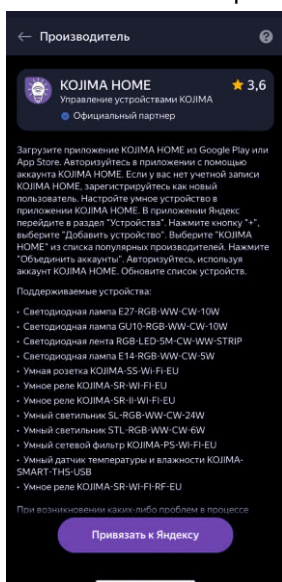 ← Производитель
?
KOJIMA HOME
3,6
Управление устройствами KOJIMA
Официальный партнер
Загрузите приложение KOJIMA HOME из Google Play или
App Store. Авторизуйтесь в приложении с помощью
аккаунта KOJIMA HOME. Если у вас нет учетной записи
KOJIMA HOME, зарегистрируйтесь как новый
пользователь. Настройте умное устройство в
приложении KOJIMA HOME. В приложении Яндекс
перейдите в раздел "Устройства". Нажмите кнопку "+",
выберите "Добавить устройство". Выберите "KOJIMA
HOME" из списка популярных производителей. Нажмите
"Объединить аккаунты". Авторизуйтесь, используя
аккаунт KOJIMA HOME. Обновите список устройств.
Поддерживаемые устройства:
• Светодиодная лампа E27-RGB-WW-CW-10W
• Светодиодная лампа GU10-RGB-WW-CW-10W
• Светодиодная лента RGB-LED-5M-CW-WW-STRIP
• Светодиодная лампа E14-RGB-WW-CW-5W
• Умная розетка KOJIMA-SS-Wi-Fi-EU
• Умное реле KOJIMA-SR-WI-FI-EU
• Умное реле KOJIMA-SR-II-WI-FI-EU
• Умный светильник SL-RGB-WW-CW-24W
• Умный светильник STL-RGB-WW-CW-6W
• Умный сетевой фильтр KOJIMA-PS-WI-FI-EU
• Умный датчик температуры и влажности KOJIMA-
SMART-THS-USB
• Умное реле KOJIMA-SR-WI-FI-RF-EU
При возникновении каких-либо проблем в процессе
Привязать к Яндексу